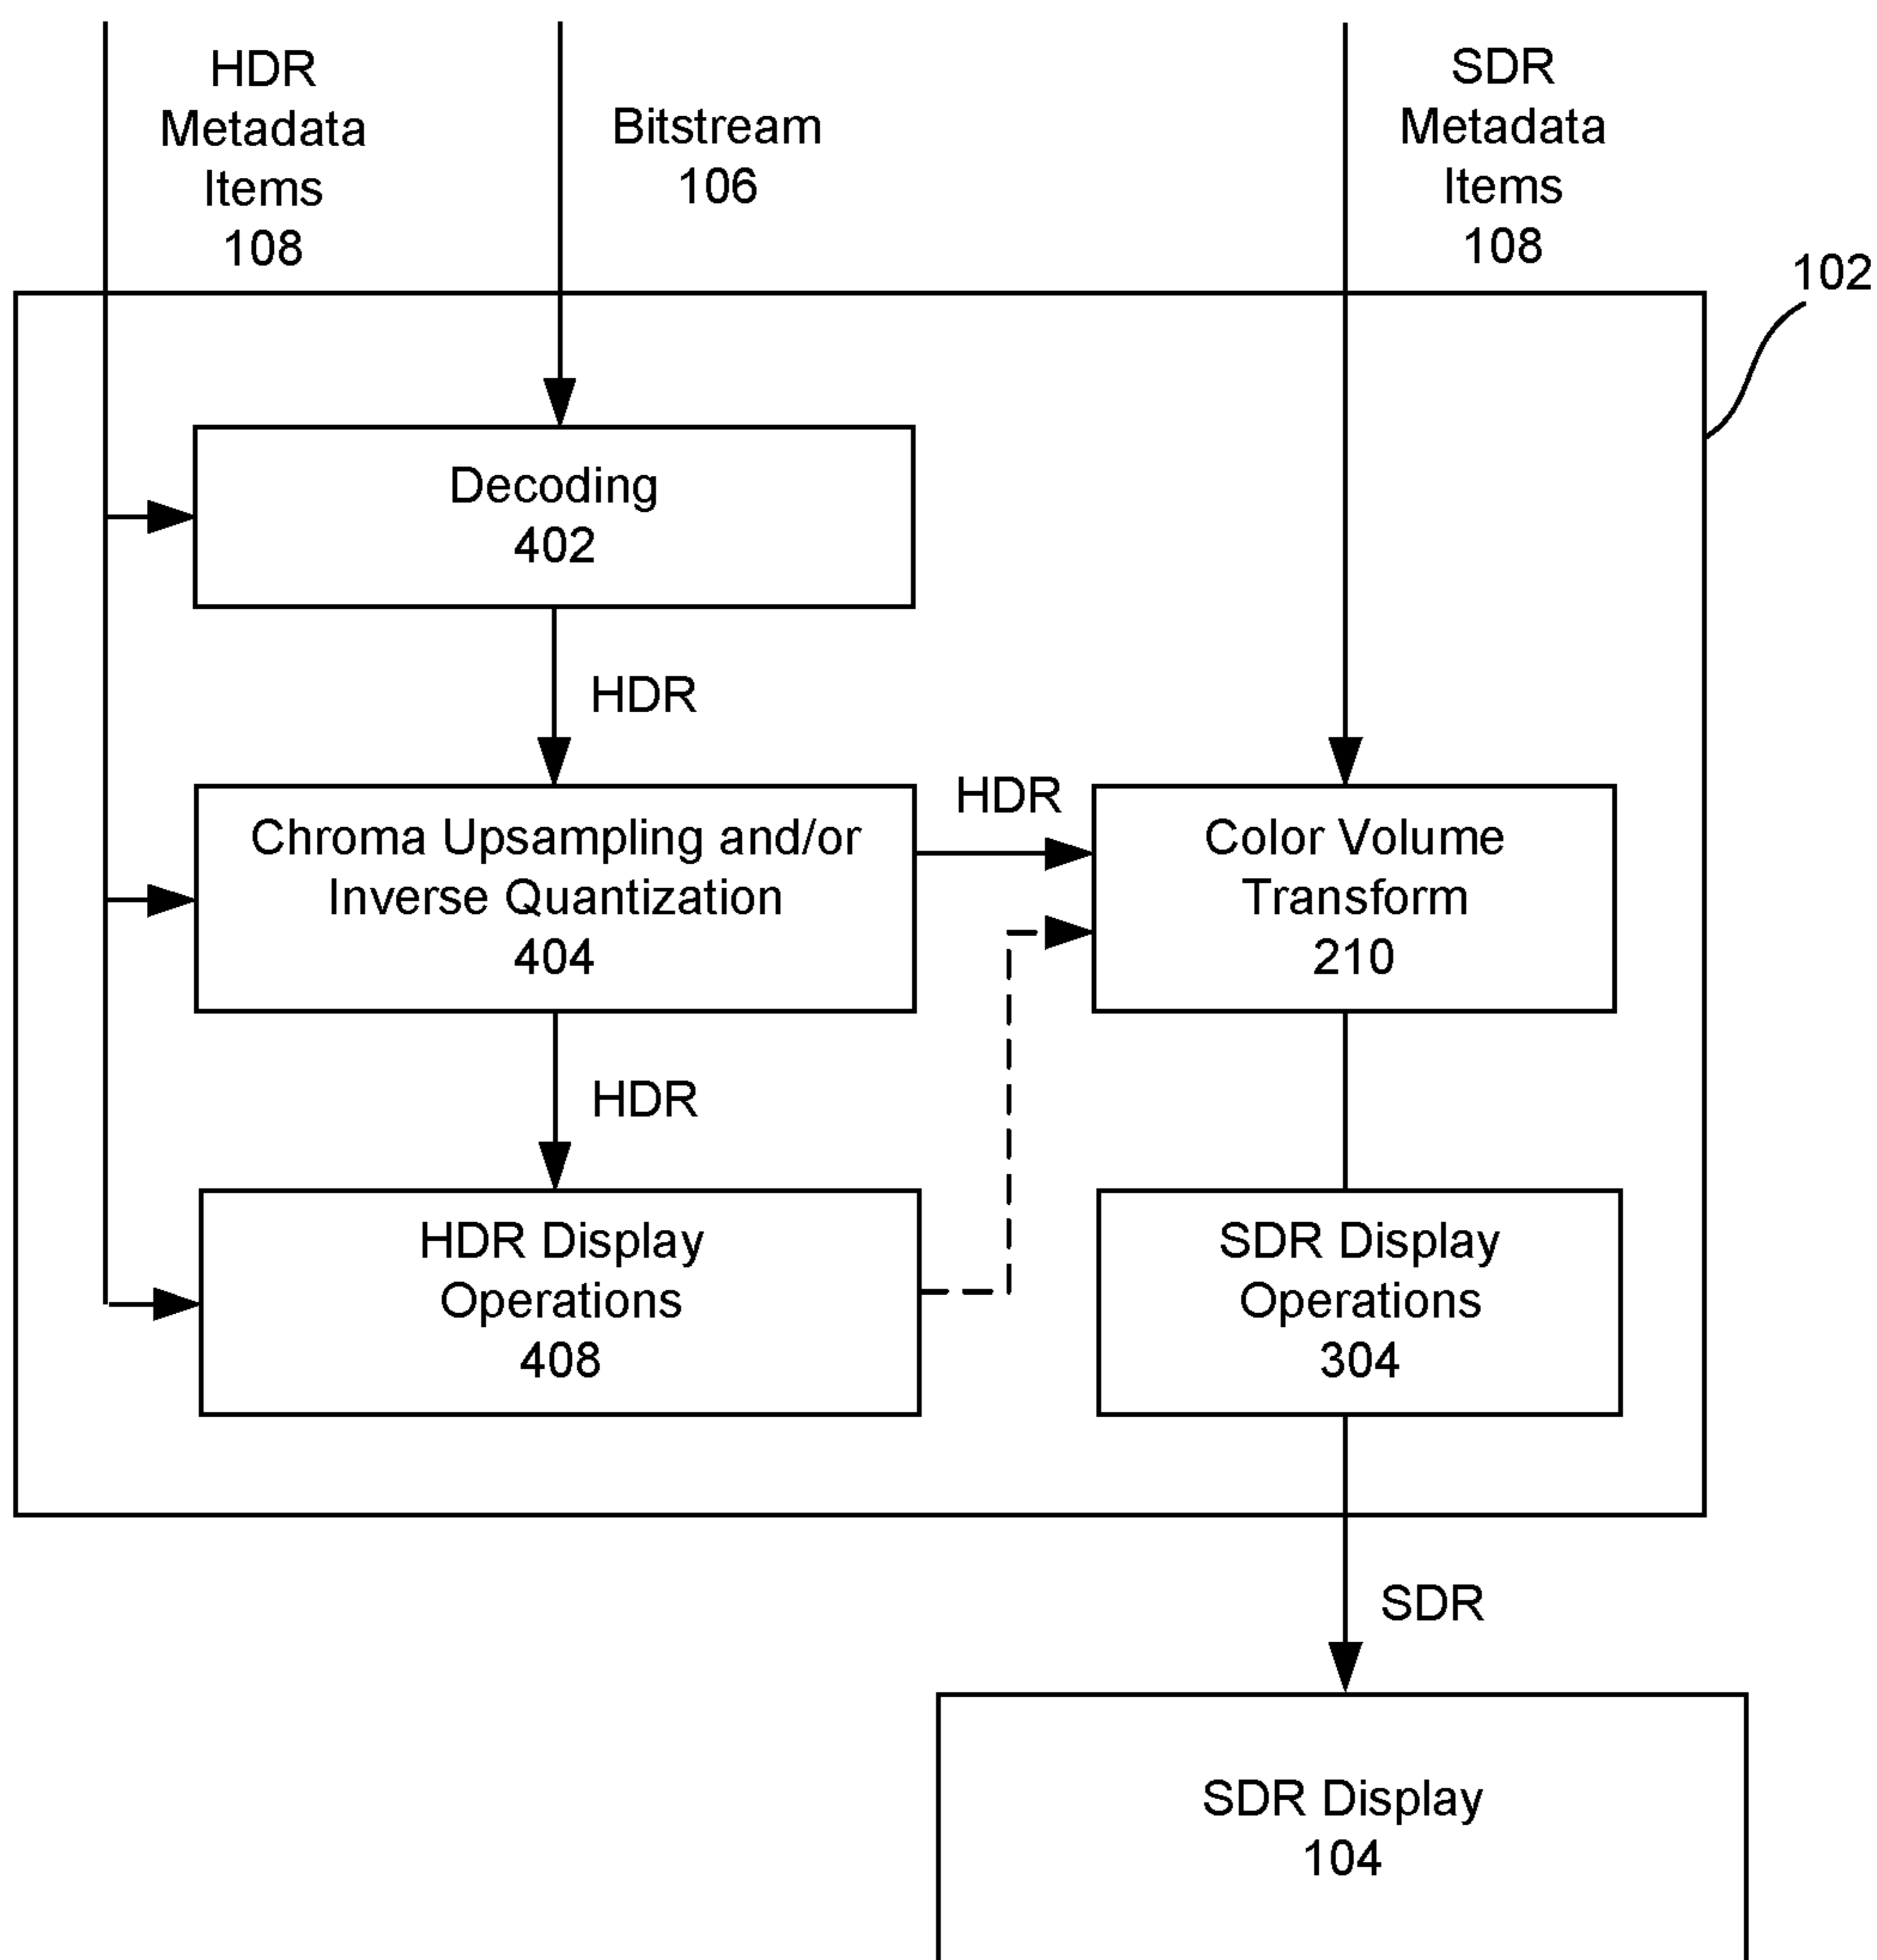 HDR
Metadata
Items
108
Bitstream
106
SDR
Metadata
Items
108
102
Decoding
402
HDR
Chroma Upsampling and/or
Inverse Quantization
404
HDR
Color Volume
Transform
210
HDR
HDR Display
Operations
408
SDR Display
Operations
304
SDR
SDR Display
104